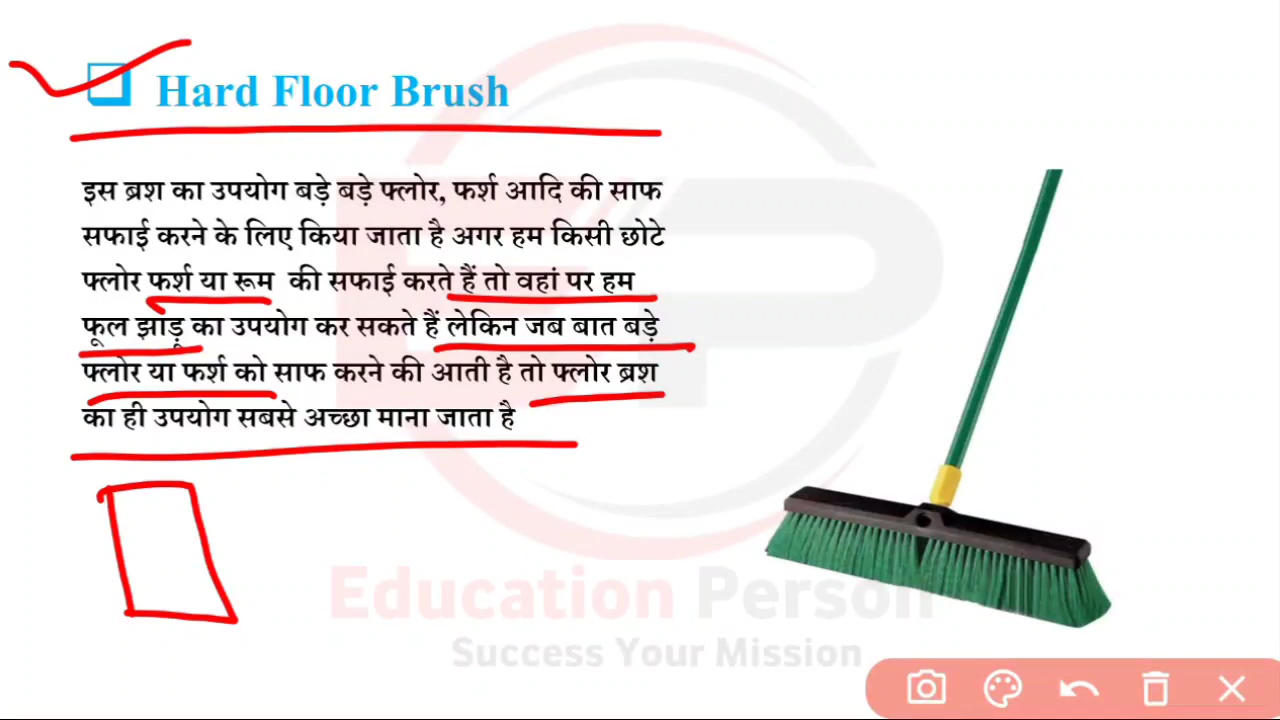 Hard Floor Brush
इस ब्रश का उपयोग बड़े बड़े फ्लोर, फर्श आदि की साफ
सफाई करने के लिए किया जाता है अगर हम किसी छोटे
फ्लोर फर्श या रूम की सफाई करते हैं तो वहां पर हम
फूल झाड़ू का उपयोग कर सकते हैं लेकिन जब बात बड़े
फ्लोर या फर्श को साफ करने की आती है तो फ्लोर ब्रश
का ही उपयोग सबसे अच्छा माना जाता है
EP
Education Person
Success Your Mission